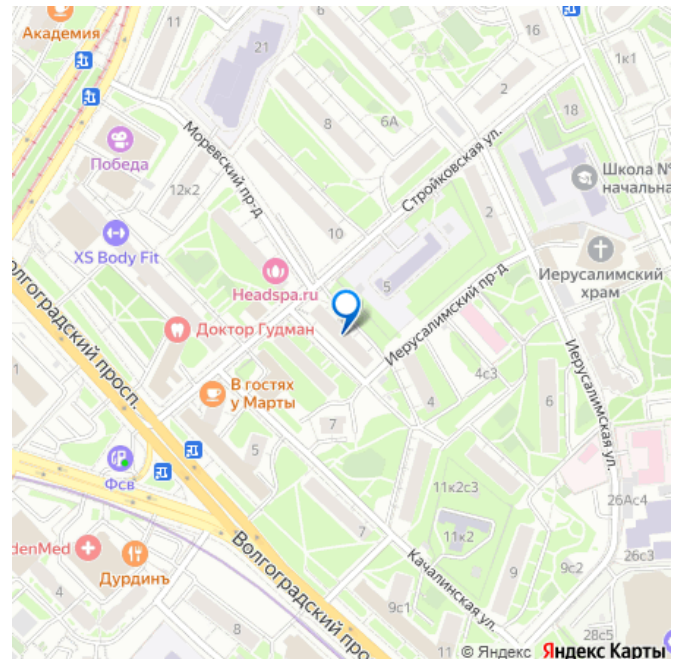 Академия
11
21
16
1к1
2
18
8
6А
Моревский пр-д
Победа
Стройковская ул.
Школа №
начальна
12к2
10
2
XS Body Fit
Иерусалимский
храм
Headspa.ru
5
Волгоградский просп.
Доктор Гудман
Иерусалимский пр-д
1
Иерусалимская ул.
В гостях
у Марты
4с3
4
6
7
5
Фсв
11к2с3
26Ас4
7
11к2
denMed
Дурдинъ
Волгоградский про
Качалинская ул.
26с3
9
9с2
4
9с1
8
11
28с5
© Яндекс Яндекс Карты